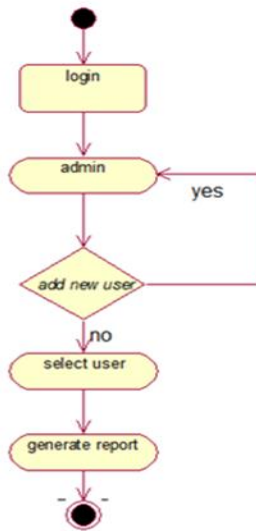 login
admin
yes
add new user
no
select user
generate report